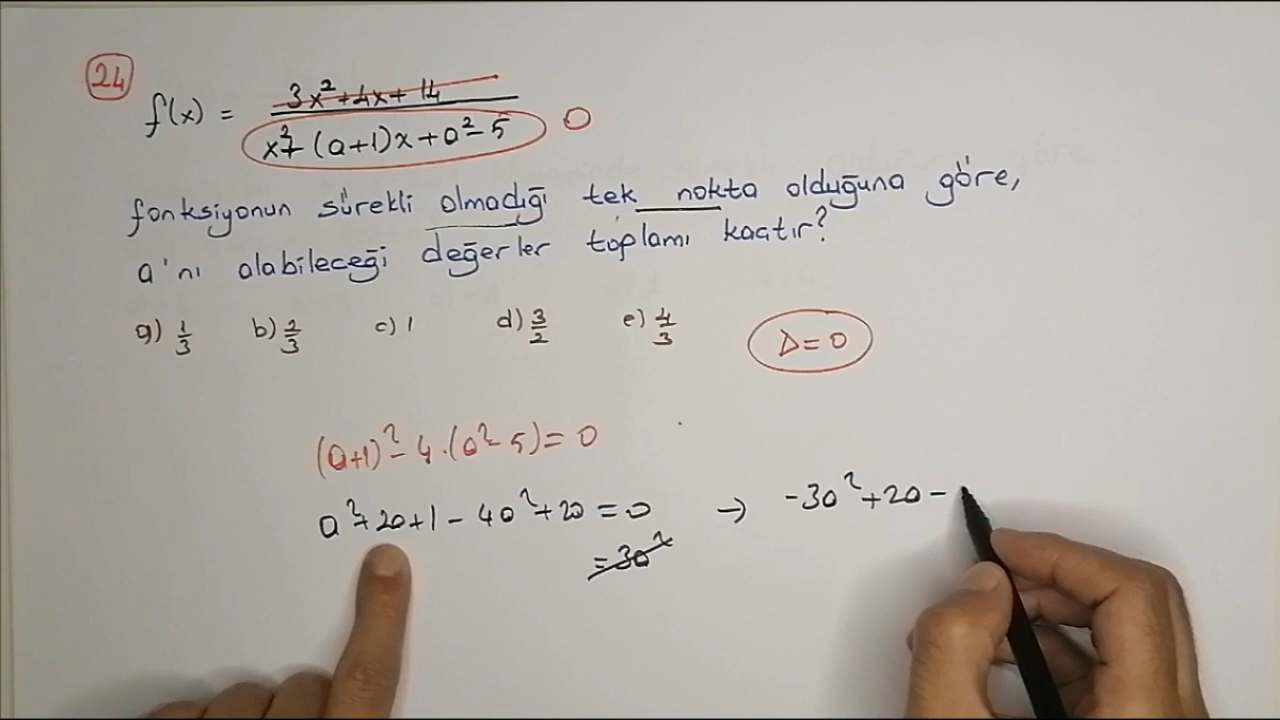 24
f(x) = 3x²+4x+14 / x²-(a+1)x+a²-5 0
fonksiyonun sürekli olmadığı tek nokta olduğuna göre,
a'nı alabileceği değerler toplamı kaçtır?
a) 1/3 b) 2/3 c) 1 d) 3/2 e) 4/3
Δ=0
(a+1)²-4.(a²-5)=0
a²+2a+1-4a²+20=0 → -3a²+2a-
=3a²